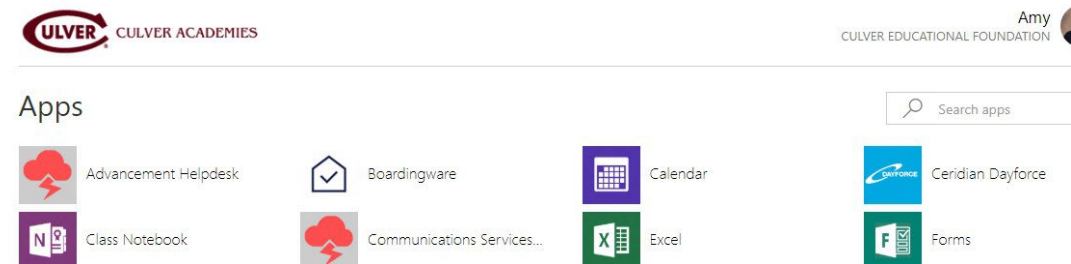 CULVER CULVER ACADEMIES
Amy
CULVER EDUCATIONAL FOUNDATION
Apps
Search apps
Advancement Helpdesk
Boardingware
Calendar
DAYFORCE
Ceridian Dayforce
N
Class Notebook
Communications Services...
X
Excel
F
Forms